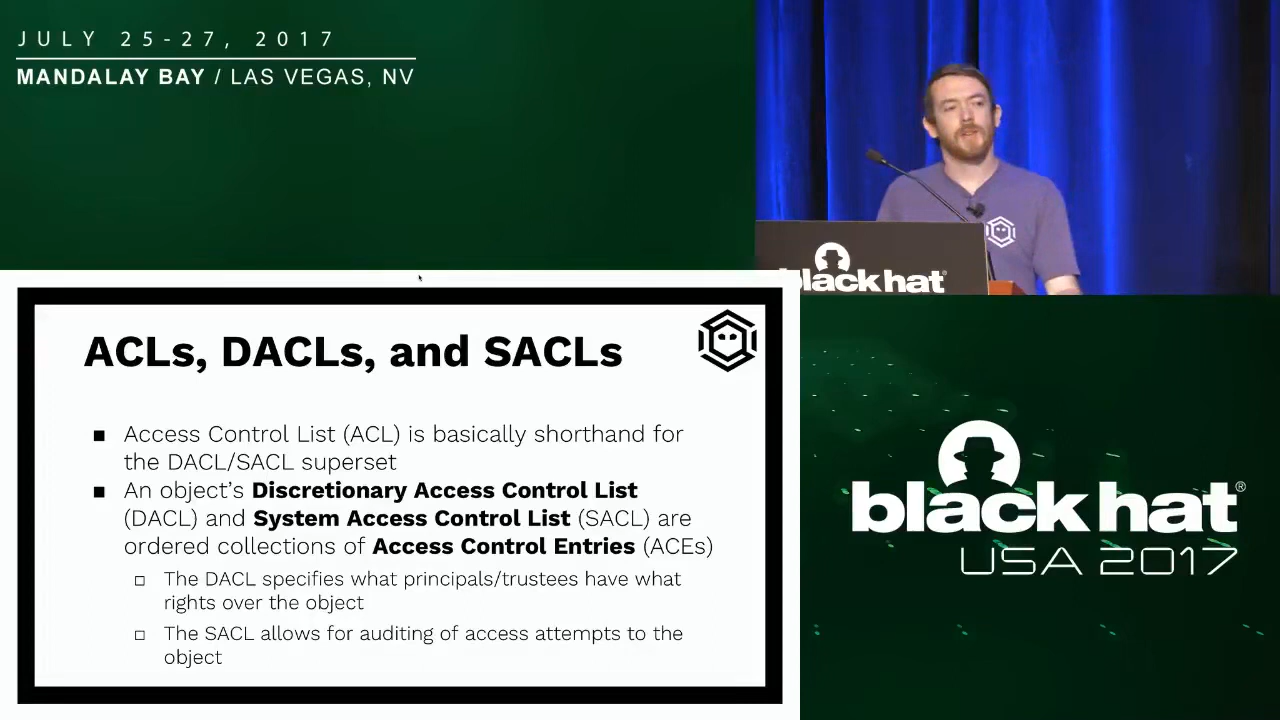 JULY 25-27, 2017
MANDALAY BAY / LAS VEGAS, NV
black hat
ACLs, DACLs, and SACLs
■ Access Control List (ACL) is basically shorthand for
the DACL/SACL superset
■ An object’s Discretionary Access Control List
(DACL) and System Access Control List (SACL) are
ordered collections of Access Control Entries (ACEs)
□ The DACL specifies what principals/trustees have what
rights over the object
□ The SACL allows for auditing of access attempts to the
object
black hat®
USA 2017